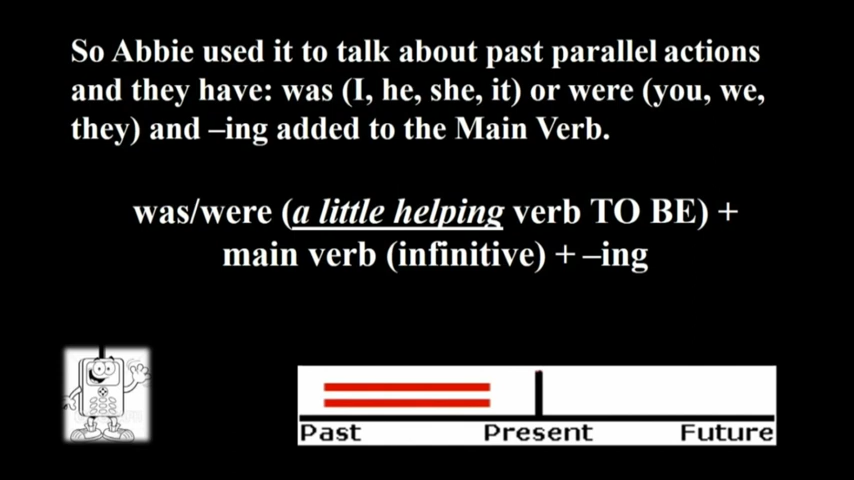 So Abbie used it to talk about past parallel actions
and they have: was (I, he, she, it) or were (you, we,
they) and –ing added to the Main Verb.
was/were (a little helping verb TO BE) +
main verb (infinitive) + –ing
Past Present Future